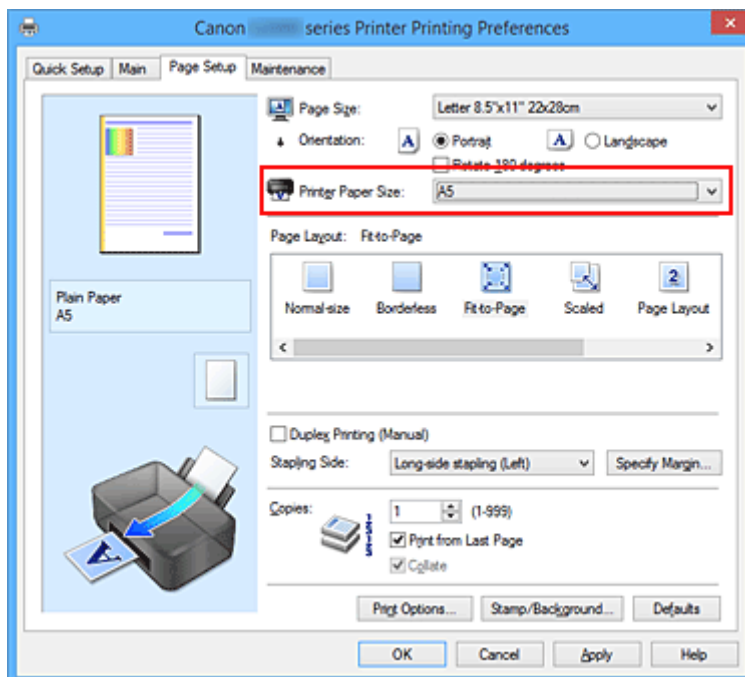 Canon series Printer Printing Preferences
Quick Setup Main Page Setup Maintenance
Page Size: Letter 8.5"x11" 22x28cm
Orientation: A Portrait A Landscape
Rotate 180 degrees
Printer Paper Size: A5
Page Layout: Fit-to-Page
2
Normal-size Borderless Fit-to-Page Scaled Page Layout
Plain Paper
A5
Duplex Printing (Manual)
Stapling Side: Long-side stapling (Left) Specify Margin...
Copies: 1 (1-999)
Print from Last Page
Collate
A
Print Options... Stamp/Background... Defaults
OK Cancel Apply Help